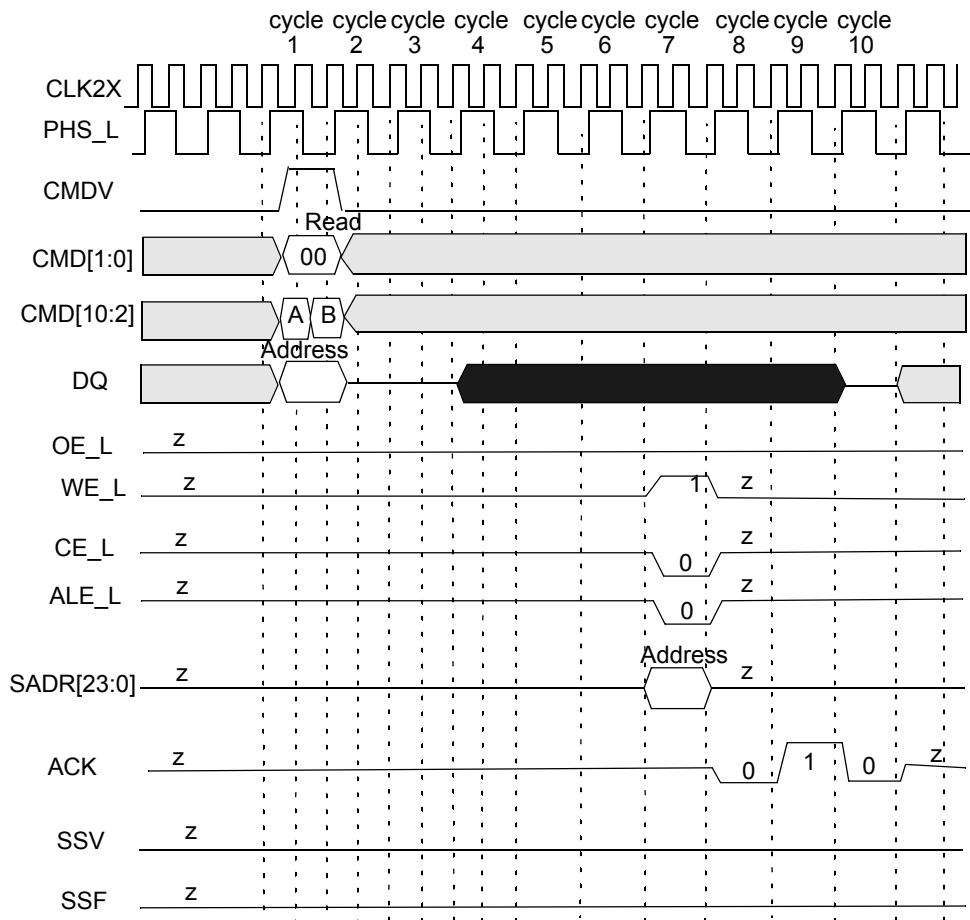 cycle cycle cycle cycle cycle cycle cycle cycle cycle cycle
1 2 3 4 5 6 7 8 9 10
CLK2X
PHS_L
CMDV
Read
CMD[1:0] 00
CMD[10:2] A B
Address
DQ
OE_L z
WE_L z 1 z
CE_L z 0 z
ALE_L z 0 z
Address
SADR[23:0] z z
ACK z 0 1 0 z
SSV z
SSF z